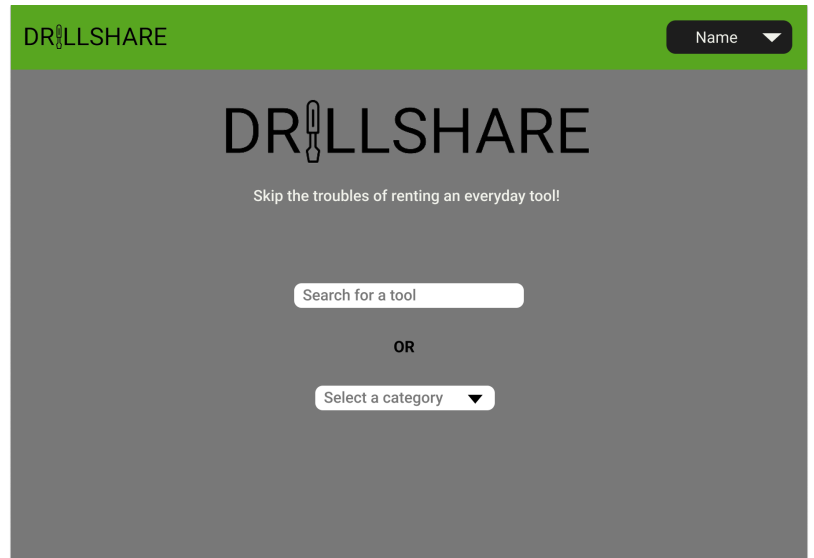 DRILLSHARE
Name
DRILLSHARE
Skip the troubles of renting an everyday tool!
Search for a tool
OR
Select a category